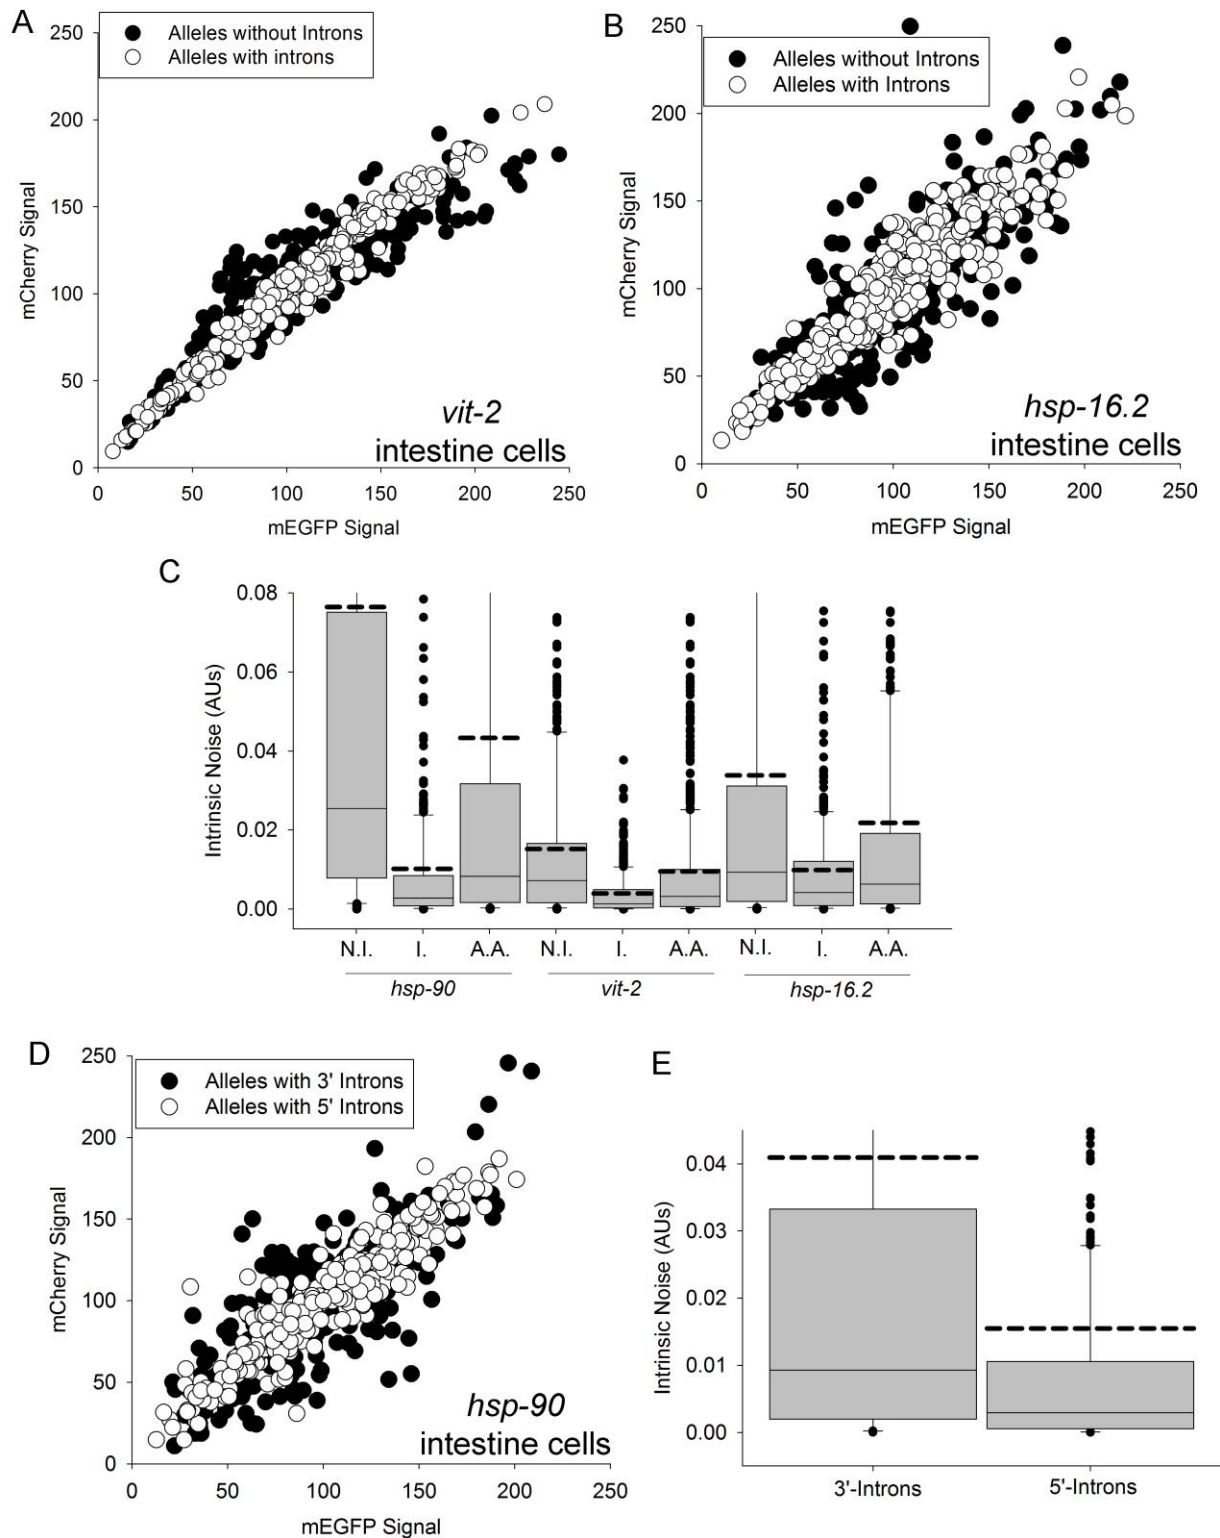 A
Alleles without Introns
Alleles with introns
mCherry Signal
250
200
150
100
50
0
0 50 100 150 200 250
mEGFP Signal
vit-2
intestine cells
B
Alleles without Introns
Alleles with Introns
mCherry Signal
250
200
150
100
50
0
0 50 100 150 200 250
mEGFP Signal
hsp-16.2
intestine cells
C
Intrinsic Noise (AUs)
0.08
0.06
0.04
0.02
0.00
N.I. I. A.A. N.I. I. A.A. N.I. I. A.A.
hsp-90 vit-2 hsp-16.2
D
Alleles with 3' Introns
Alleles with 5' Introns
mCherry Signal
250
200
150
100
50
0
0 50 100 150 200 250
mEGFP Signal
hsp-90
intestine cells
E
Intrinsic Noise (AUs)
0.04
0.03
0.02
0.01
0.00
3'-Introns 5'-Introns